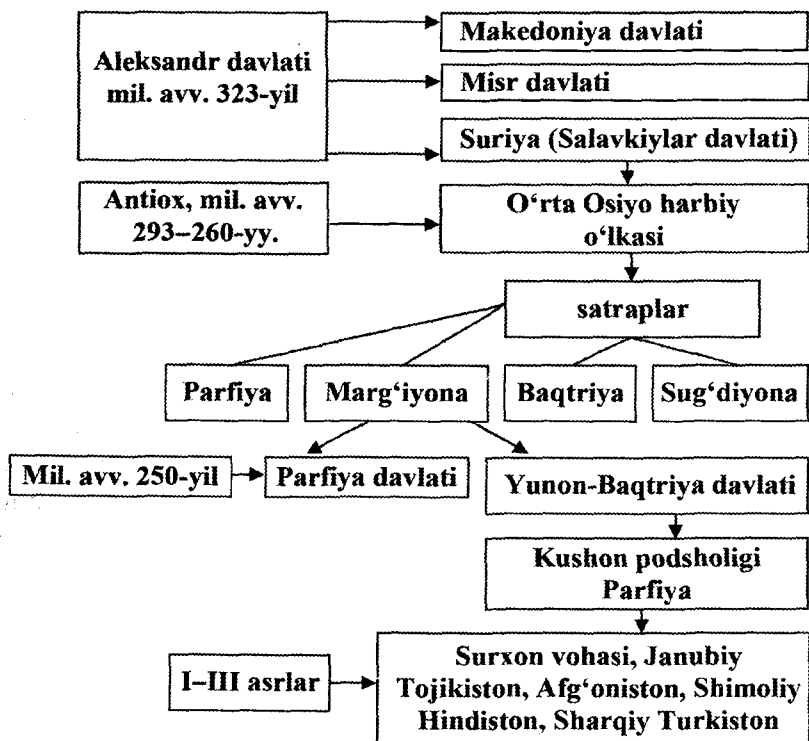 Aleksandr davlati
mil. avv. 323-yil
Makedoniya davlati
Misr davlati
Suriya (Salavkiylar davlati)
Antiox, mil. avv.
293–260-yy.
O‘rta Osiyo harbiy
o‘lkasi
satraplar
Parfiya
Marg‘iyona
Baqtriya
Sug‘diyona
Mil. avv. 250-yil
Parfiya davlati
Yunon-Baqtriya davlati
Kushon podsholigi
Parfiya
I–III asrlar
Surxon vohasi, Janubiy
Tojikiston, Afg‘oniston, Shimoliy
Hindiston, Sharqiy Turkiston